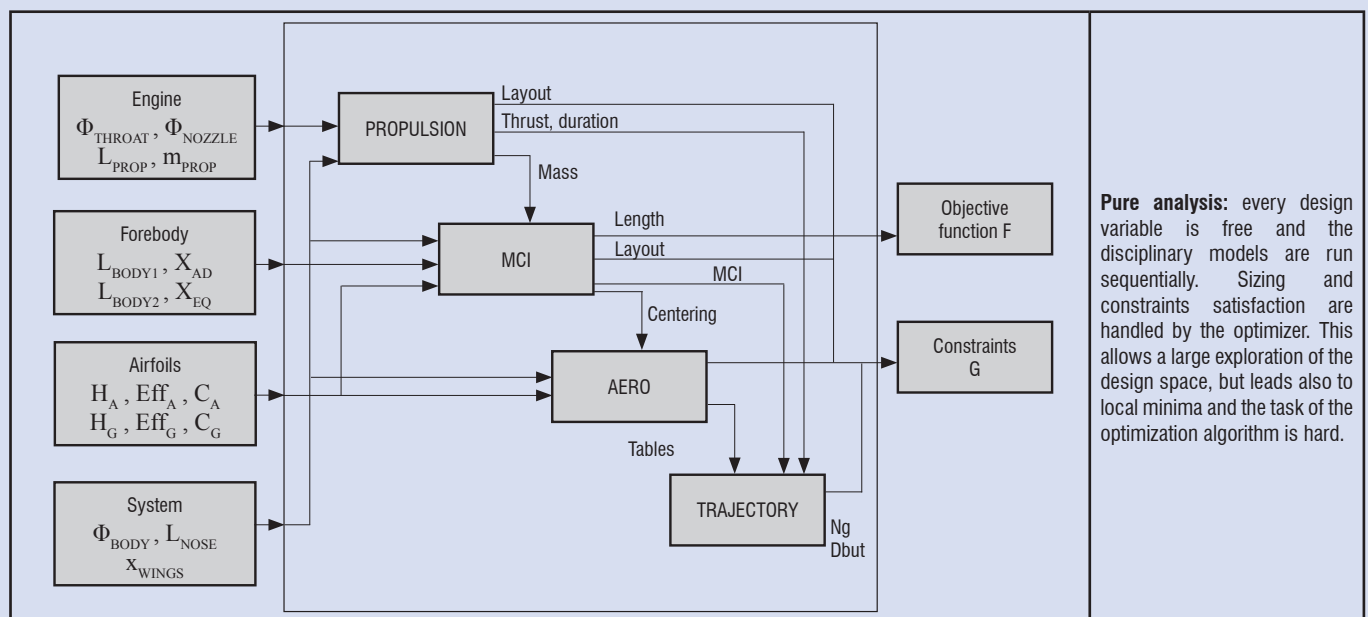 Engine
Φ_THROAT , Φ_NOZZLE
L_PROP , m_PROP
Forebody
L_BODY1 , X_AD
L_BODY2 , X_EQ
Airfoils
H_A , Eff_A , C_A
H_G , Eff_G , C_G
System
Φ_BODY , L_NOSE
x_WINGS
PROPULSION
Layout
Thrust, duration
Mass
MCI
Length
Layout
MCI
Centering
AERO
Tables
TRAJECTORY
Ng
Dbut
Objective
function F
Constraints
G
Pure analysis: every design
variable is free and the
disciplinary models are run
sequentially. Sizing and
constraints satisfaction are
handled by the optimizer. This
allows a large exploration of the
design space, but leads also to
local minima and the task of the
optimization algorithm is hard.